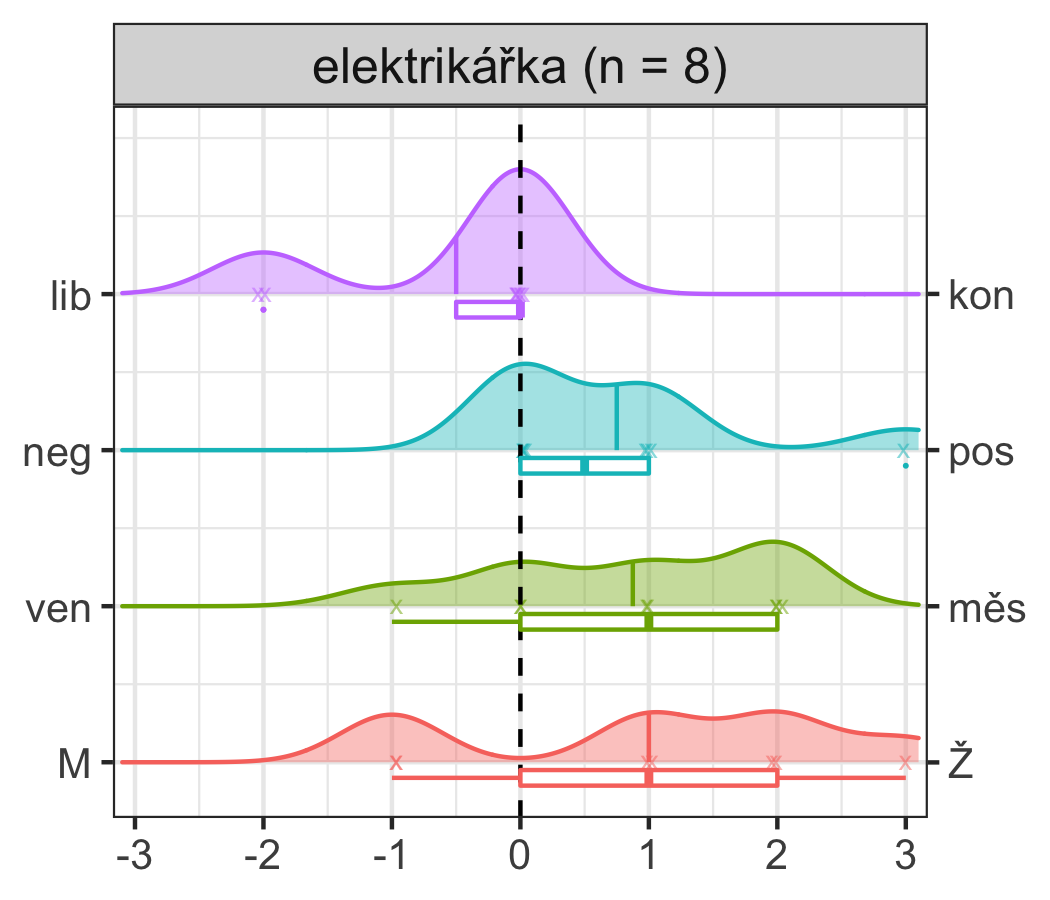 elektrikářka (n = 8)
lib kon
neg pos
ven měs
M Ž
-3 -2 -1 0 1 2 3